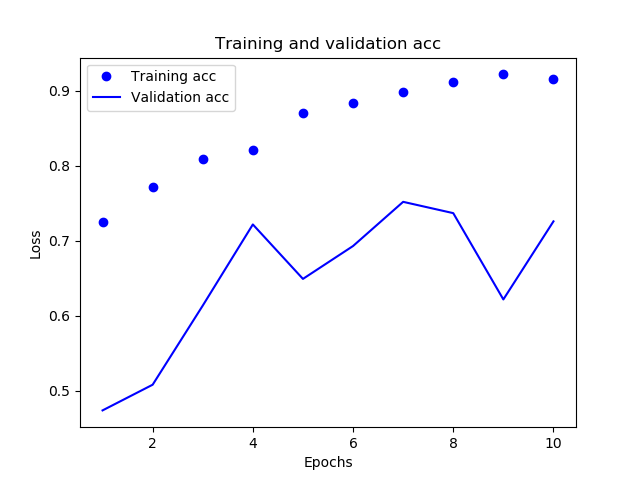 Training and validation acc
Training acc
Validation acc
0.9
0.8
0.7
0.6
0.5
Loss
2 4 6 8 10
Epochs